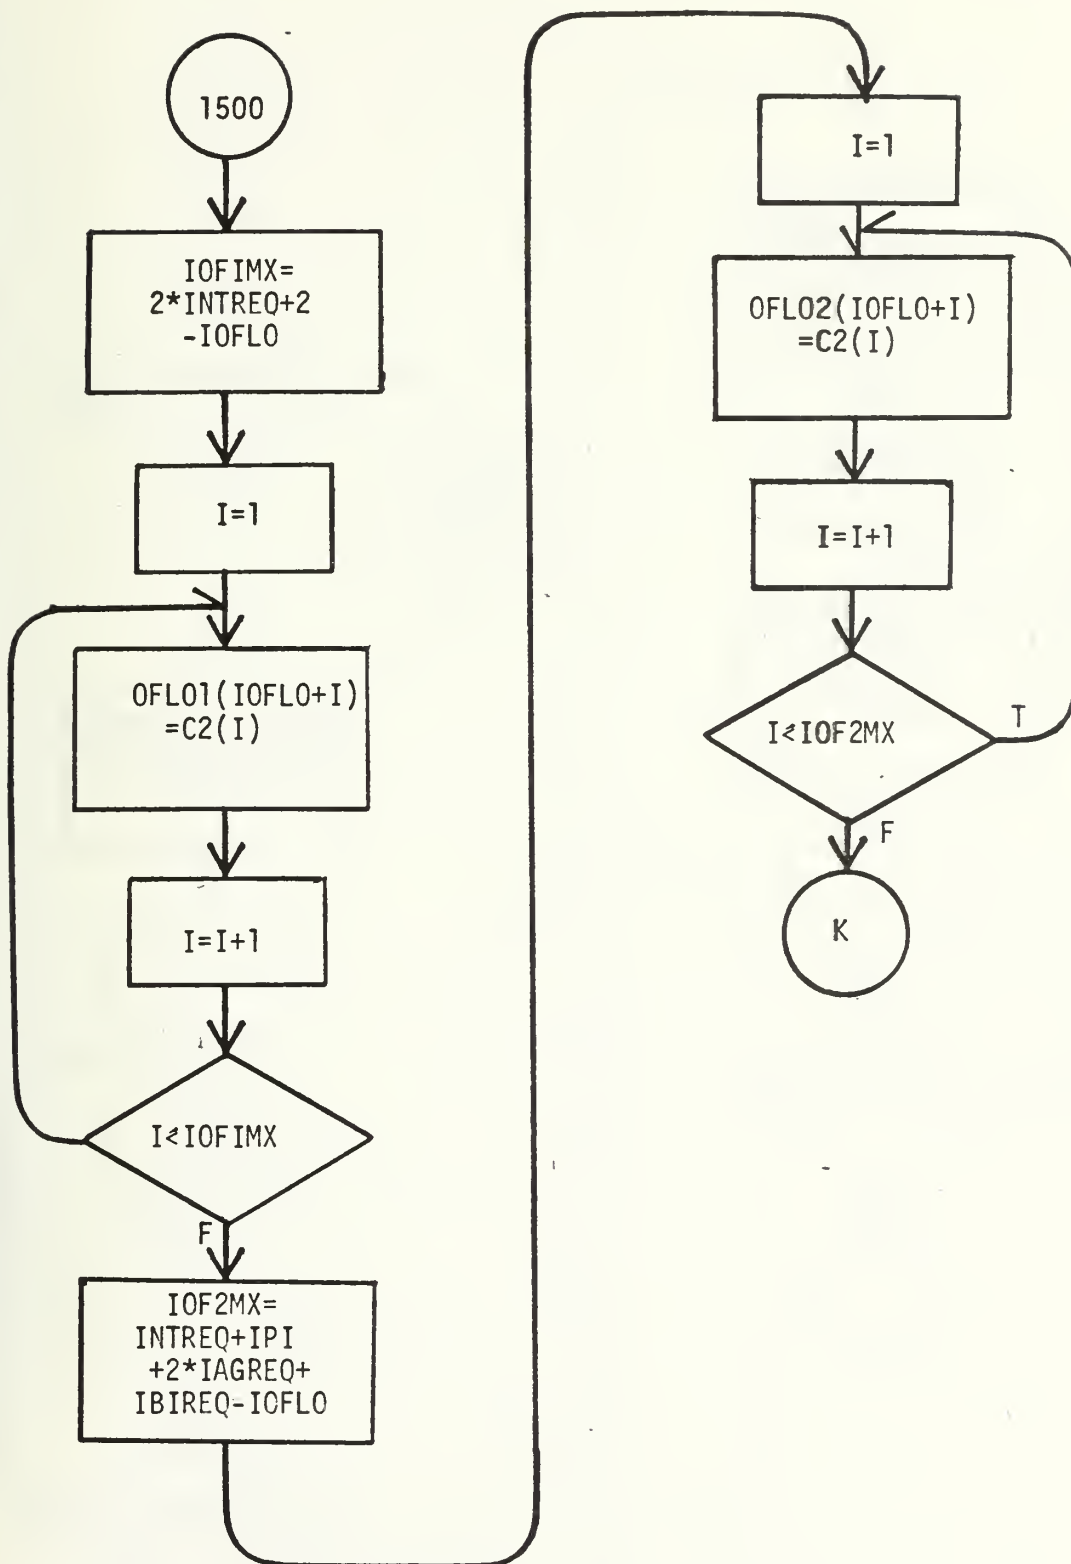 1500
IOFIMX=
2*INTREQ+2
-IOFLO
I=1
OFLO1(IOFLO+I)
=C2(I)
I=I+1
I⩽IOFIMX
F
IOF2MX=
INTREQ+IPI
+2*IAGREQ+
IBIREQ-IOFLO
I=1
OFLO2(IOFLO+I)
=C2(I)
I=I+1
I⩽IOF2MX
T
F
K